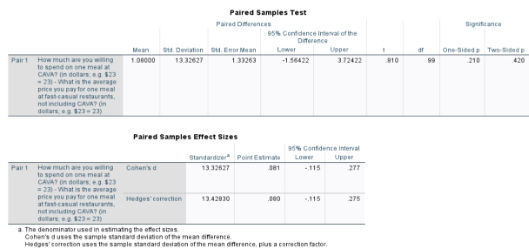 Paired Samples Test
Paired Differences
Significance
95% Confidence Interval of the
Difference
Mean Std. Deviation Std. Error Mean Lower Upper t df One-Sided p Two-Sided p
Pair 1 How much are you willing 1.08000 13.32627 1.33263 -1.56422 3.72422 .810 99 .210 .420
to spend on one meal at
CAVA? (in dollars; e.g. $23
= 23) - What is the average
price you pay for one meal
at fast-casual restaurants,
not including CAVA? (in
dollars; e.g. $23 = 23)
Paired Samples Effect Sizes
95% Confidence Interval
Standardizerᵃ Point Estimate Lower Upper
Pair 1 How much are you willing Cohen's d 13.32627 .081 -.115 .277
to spend on one meal at
CAVA? (in dollars; e.g. $23
= 23) - What is the average
price you pay for one meal Hedges' correction 13.42830 .080 -.115 .275
at fast-casual restaurants,
not including CAVA? (in
dollars; e.g. $23 = 23)
a. The denominator used in estimating the effect sizes.
Cohen's d uses the sample standard deviation of the mean difference.
Hedges' correction uses the sample standard deviation of the mean difference, plus a correction factor.